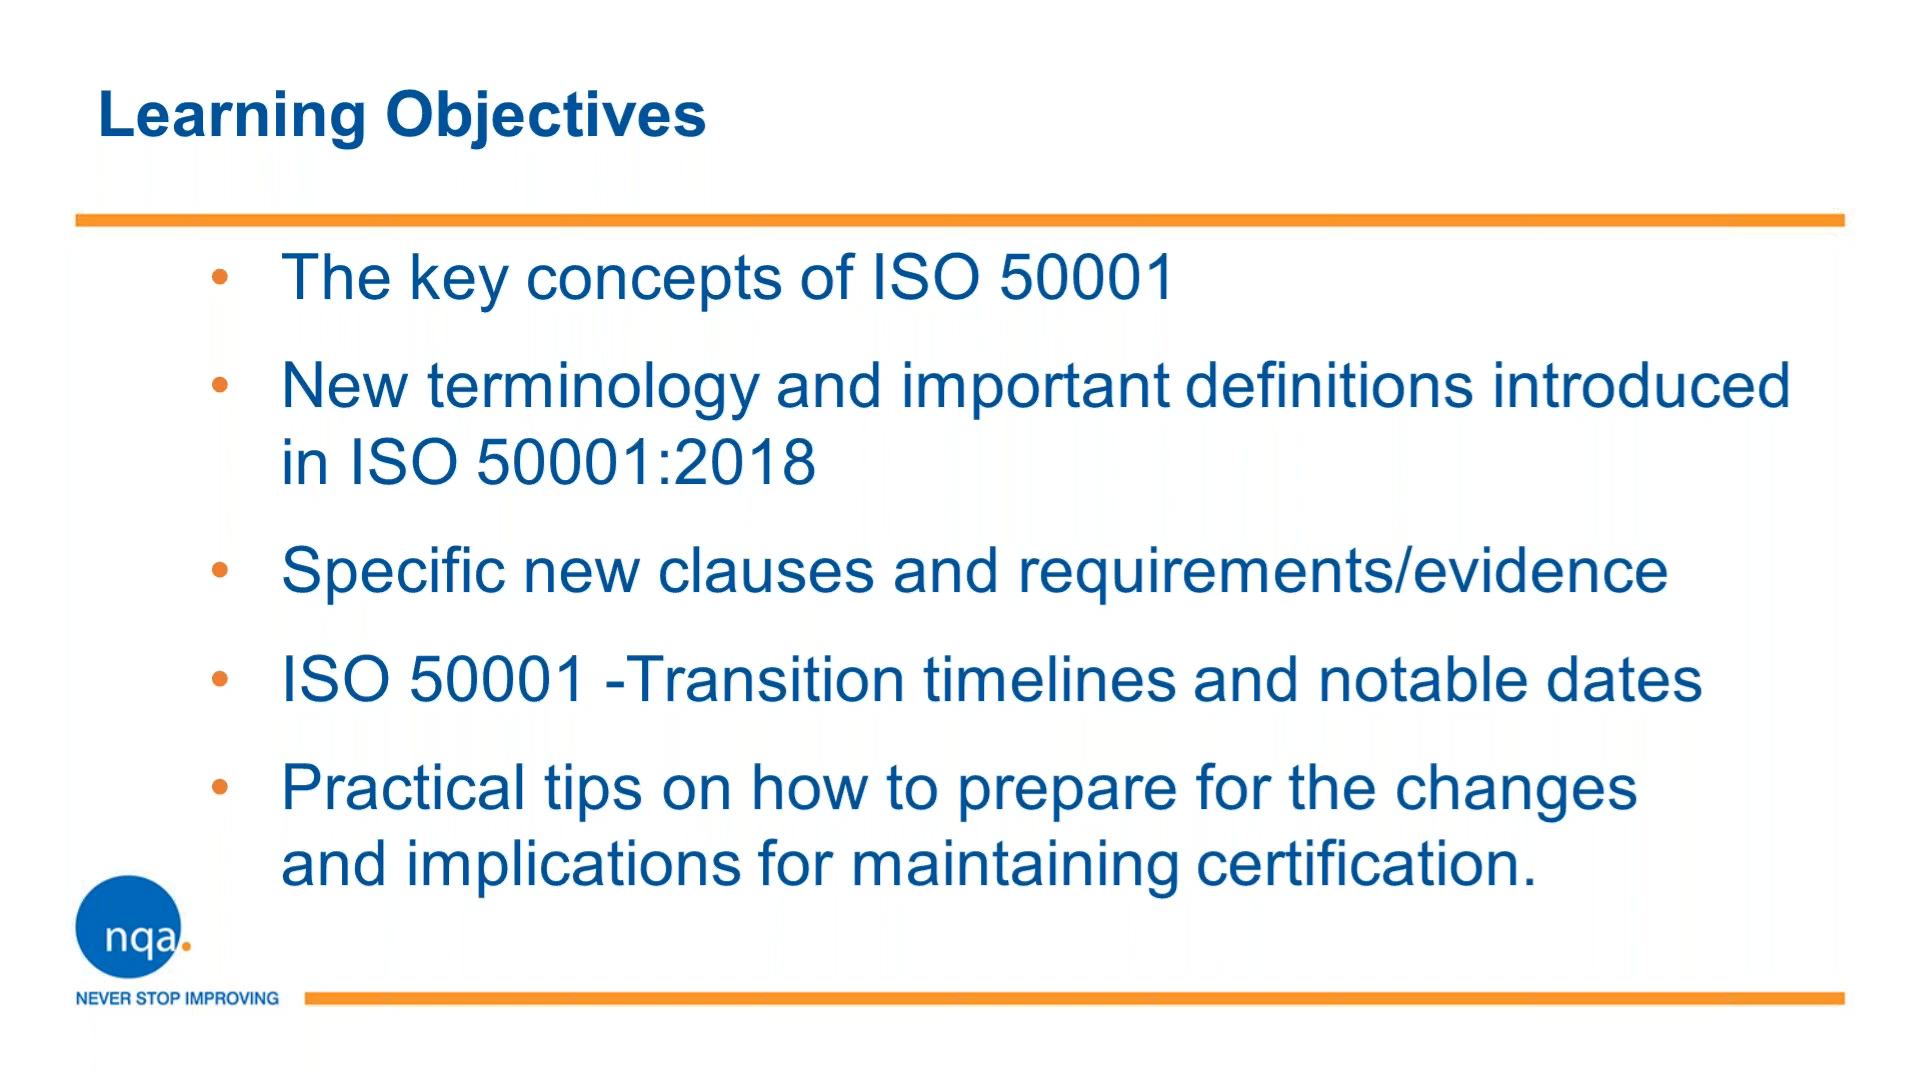 Learning Objectives
• The key concepts of ISO 50001
• New terminology and important definitions introduced
in ISO 50001:2018
• Specific new clauses and requirements/evidence
• ISO 50001 -Transition timelines and notable dates
• Practical tips on how to prepare for the changes
and implications for maintaining certification.
nqa.
NEVER STOP IMPROVING